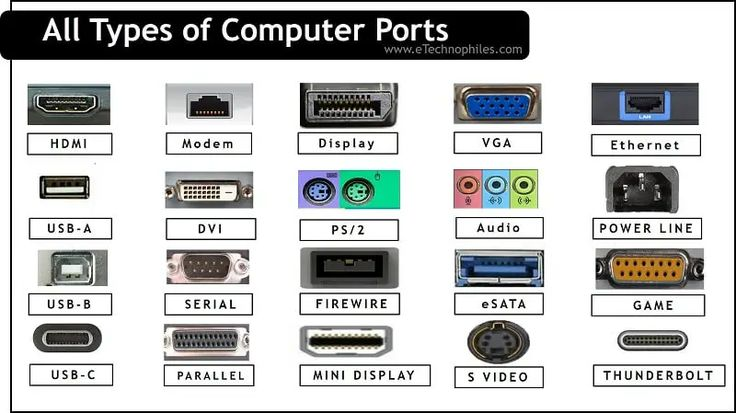 All Types of Computer Ports
www.eTechnophiles.com
HDMI
Modem
Display
VGA
LAN
Ethernet
USB-A
DVI
PS/2
Audio
POWER LINE
USB-B
SERIAL
FIREWIRE
eSATA
GAME
USB-C
PARALLEL
MINI DISPLAY
S VIDEO
THUNDERBOLT